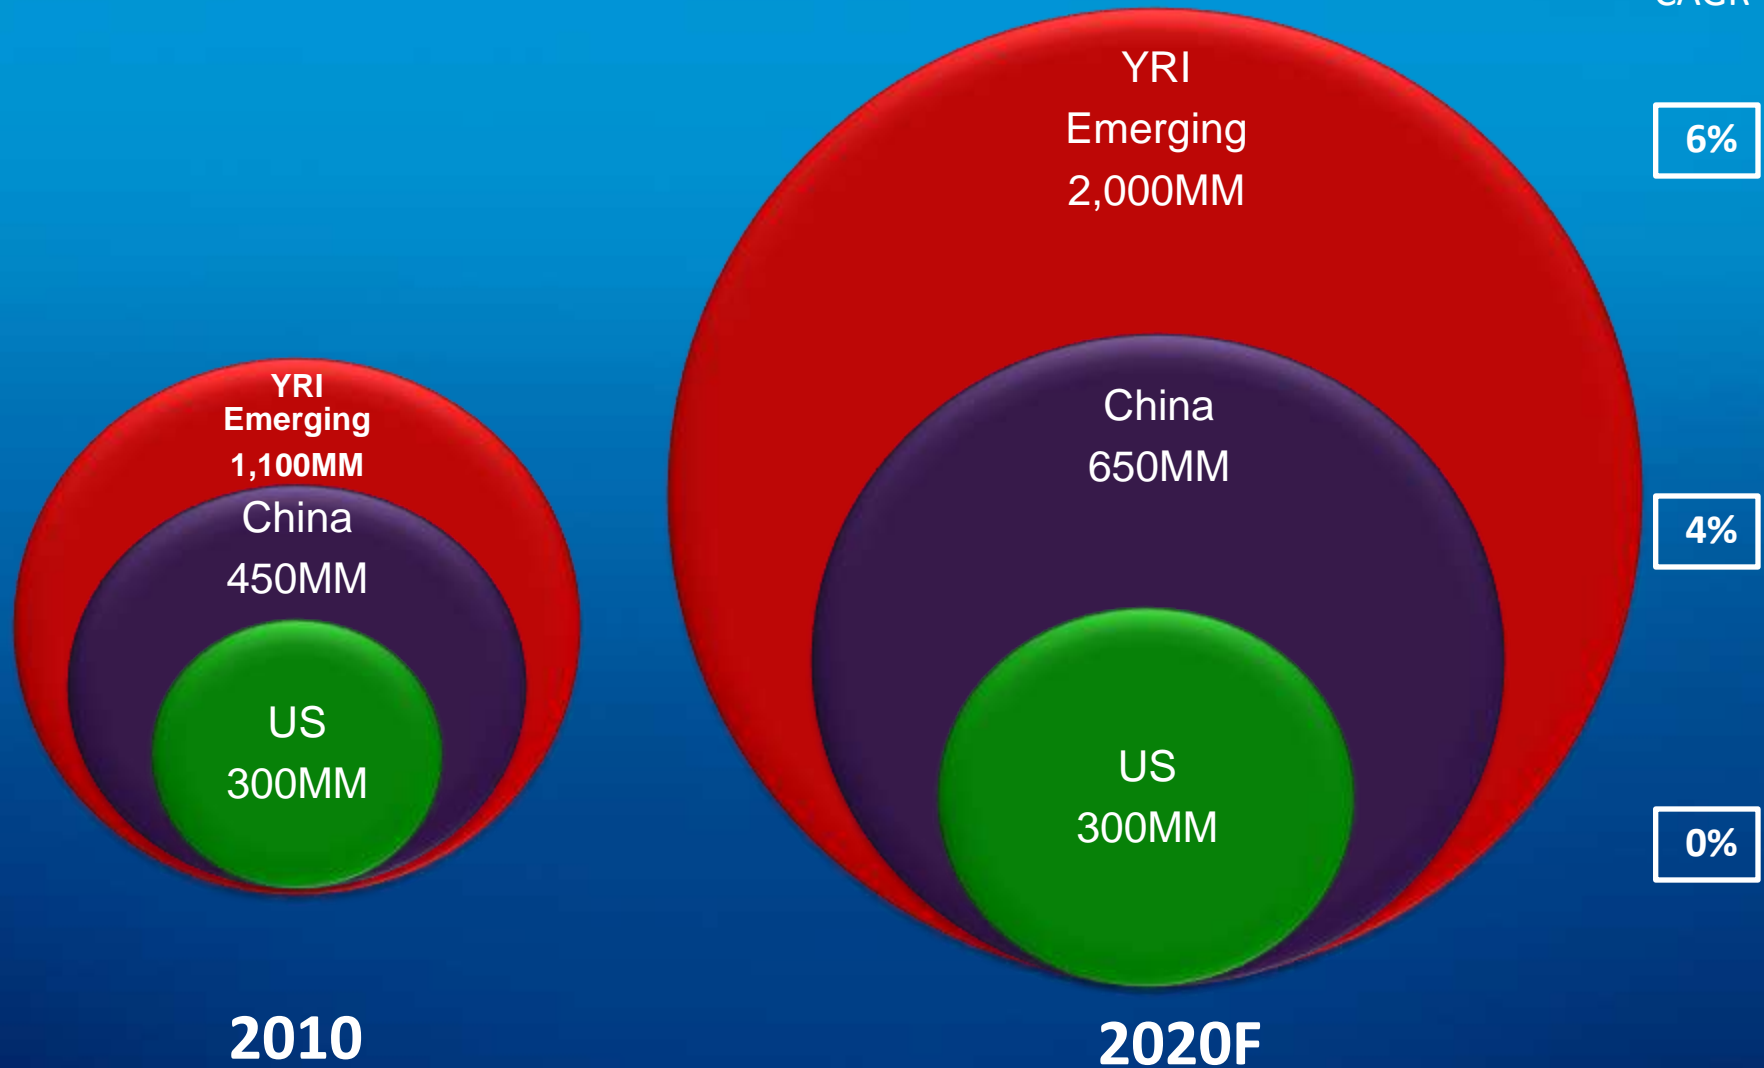 CAGR
YRI
Emerging
1,100MM
China
450MM
US
300MM
2010
YRI
Emerging
2,000MM
China
650MM
US
300MM
2020F
6%
4%
0%